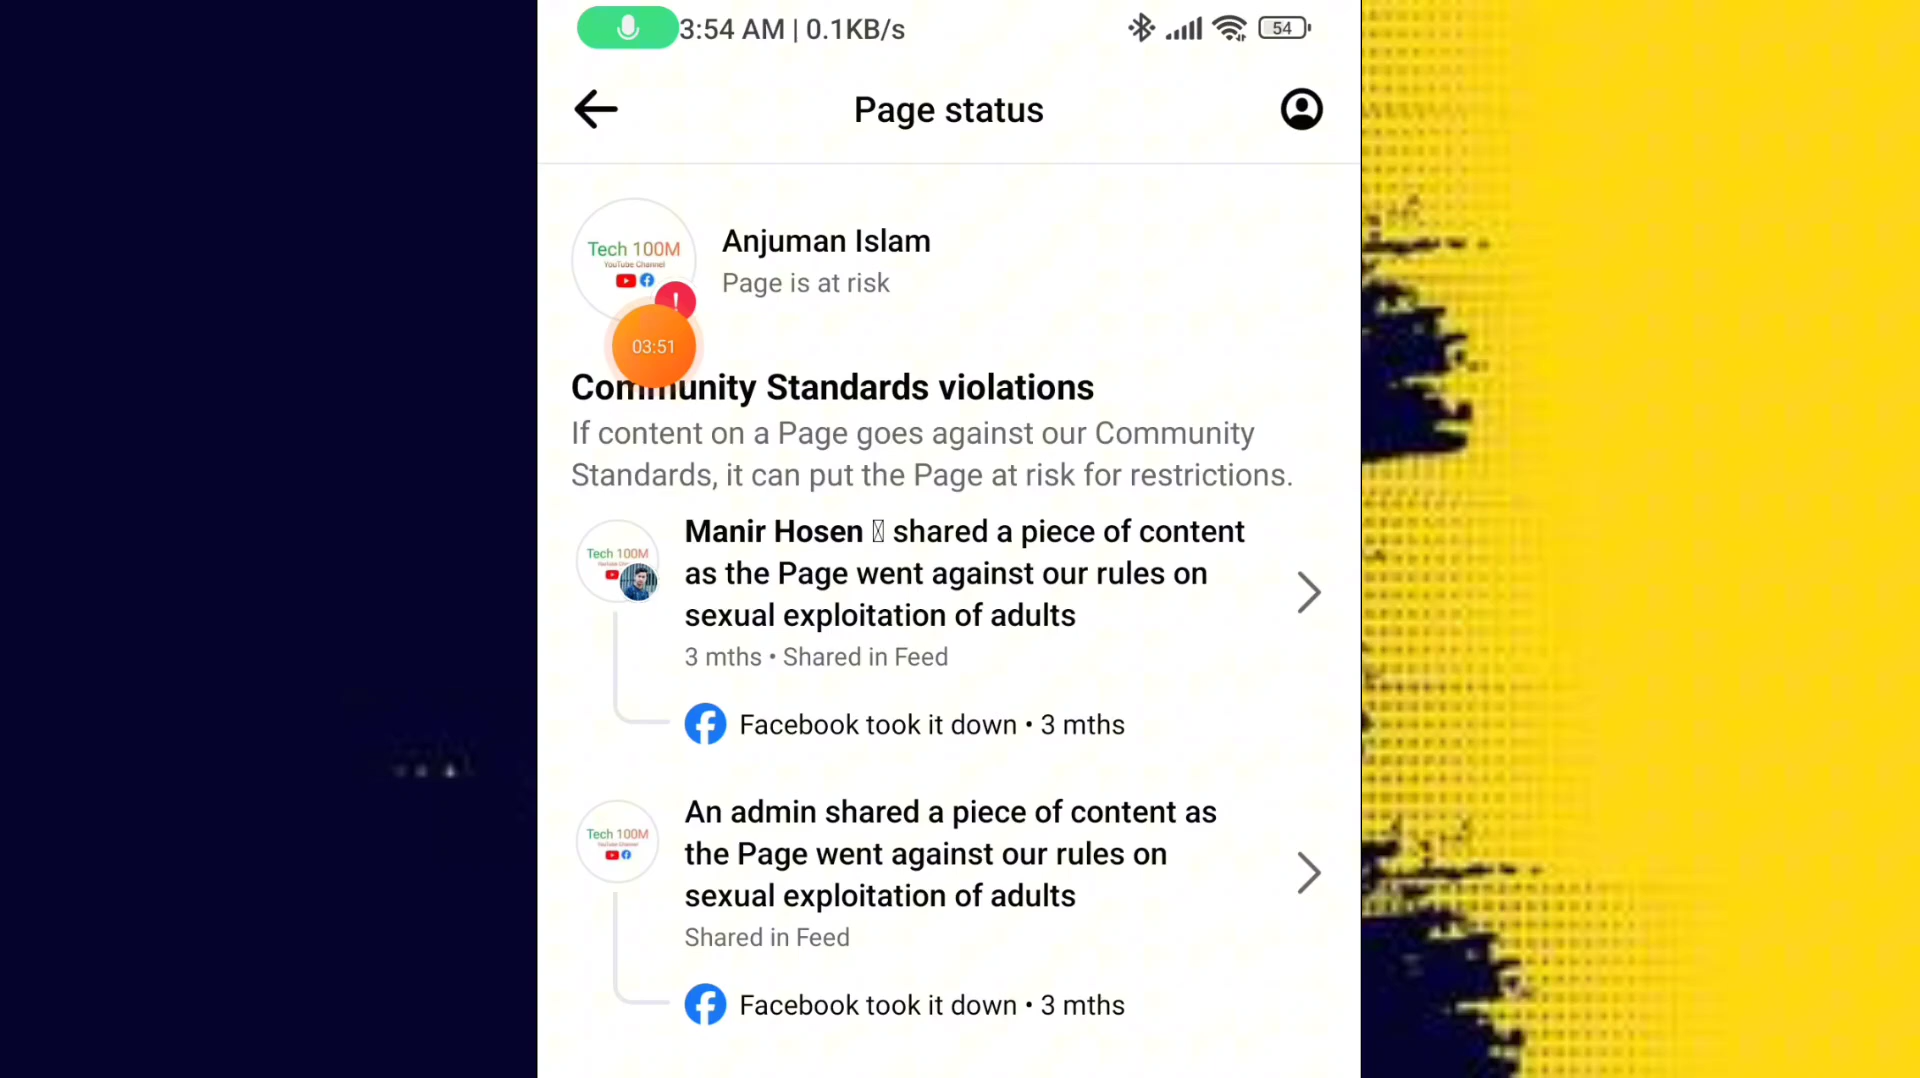 3:54 AM | 0.1KB/s
54
Page status
Tech 100M
YouTube Channel
Anjuman Islam
Page is at risk
!
03:51
Community Standards violations
If content on a Page goes against our Community
Standards, it can put the Page at risk for restrictions.
Tech 100M
Manir Hosen shared a piece of content
as the Page went against our rules on
sexual exploitation of adults
3 mths • Shared in Feed
Facebook took it down • 3 mths
Tech 100M
YouTube Channel
An admin shared a piece of content as
the Page went against our rules on
sexual exploitation of adults
Shared in Feed
Facebook took it down • 3 mths